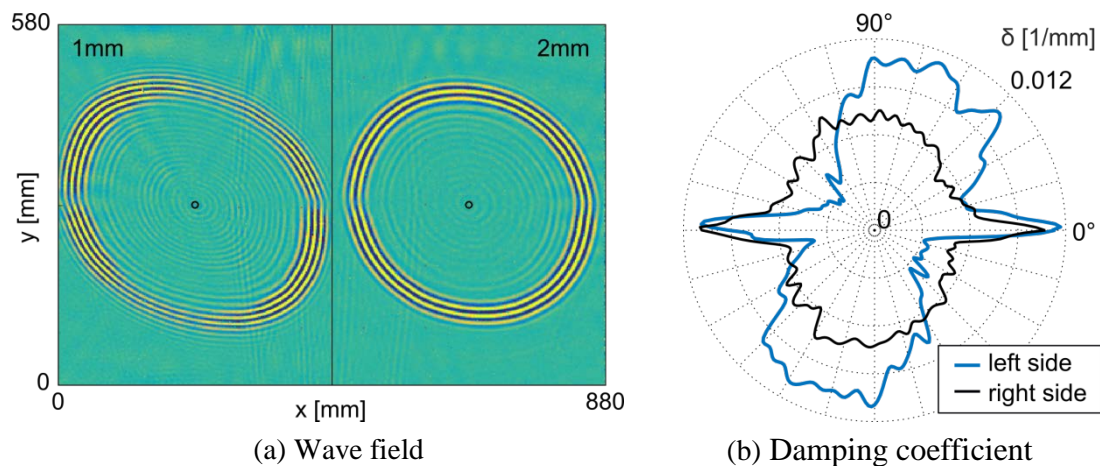 580
1mm
2mm
y [mm]
0
0
x [mm]
880
(a) Wave field
90°
δ [1/mm]
0.012
0
0°
left side
right side
(b) Damping coefficient